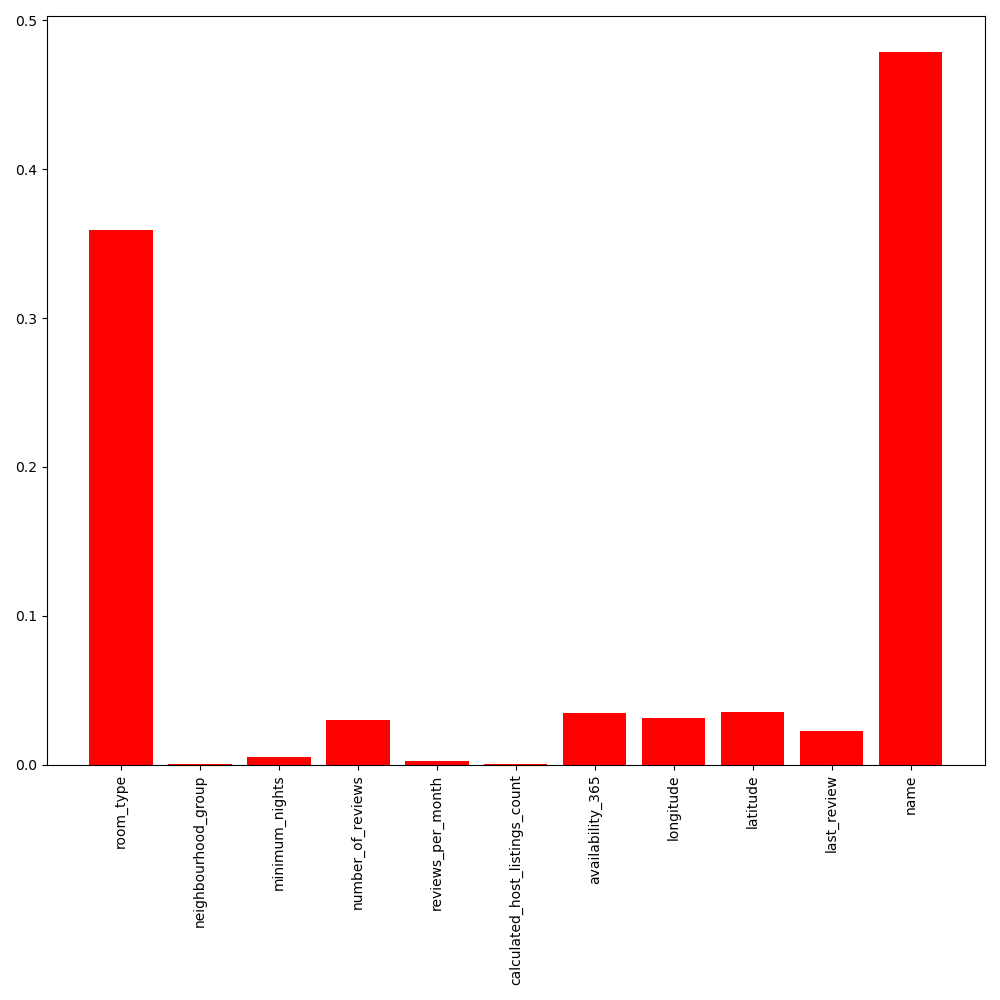 0.5
0.4
0.3
0.2
0.1
0.0
room_type
neighbourhood_group
minimum_nights
number_of_reviews
reviews_per_month
calculated_host_listings_count
availability_365
longitude
latitude
last_review
name